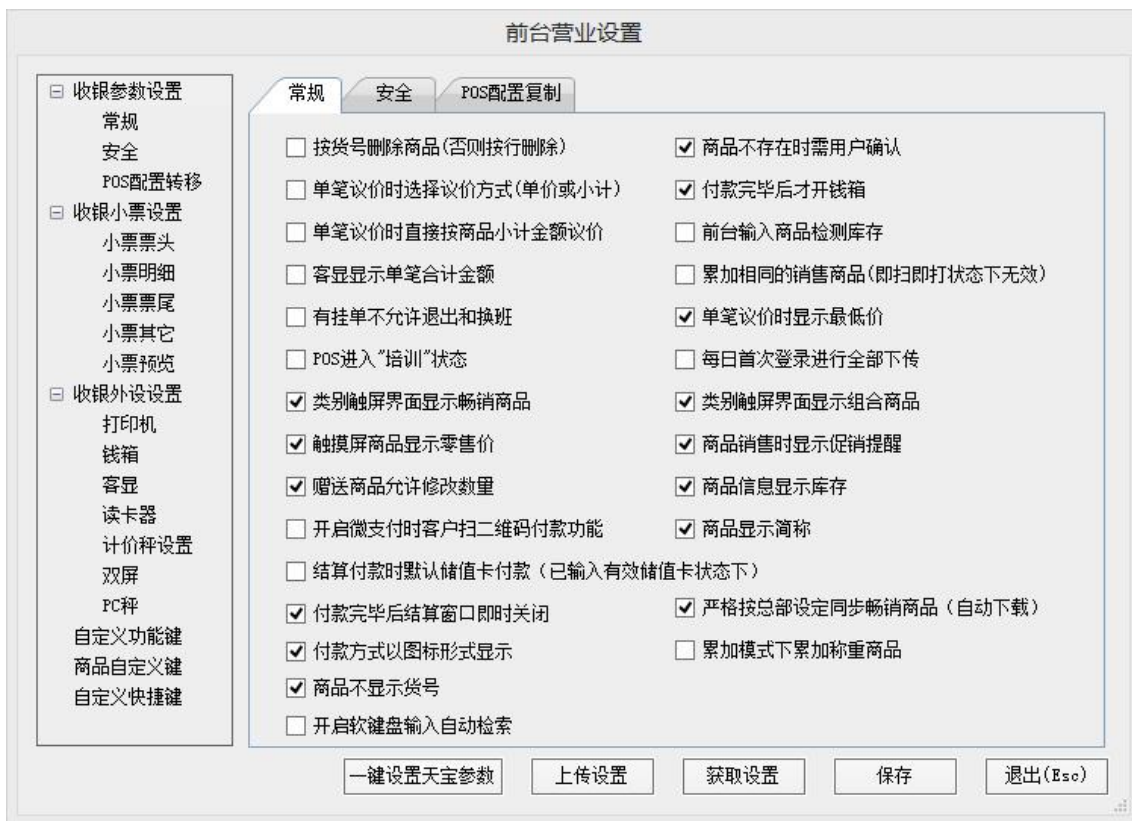 前台营业设置
收银参数设置
常规
安全
POS配置转移
收银小票设置
小票票头
小票明细
小票票尾
小票其它
小票预览
收银外设设置
打印机
钱箱
客显
读卡器
计价秤设置
双屏
PC秤
自定义功能键
商品自定义键
自定义快捷键
常规 安全 POS配置复制
按货号删除商品(否则按行删除) 商品不存在时需用户确认
单笔议价时选择议价方式(单价或小计) 付款完毕后才开钱箱
单笔议价时直接按商品小计金额议价 前台输入商品检测库存
客显显示单笔合计金额 累加相同的销售商品(即扫即打状态下无效)
有挂单不允许退出和换班 单笔议价时显示最低价
POS进入"培训"状态 每日首次登录进行全部下传
类别触屏界面显示畅销商品 类别触屏界面显示组合商品
触摸屏商品显示零售价 商品销售时显示促销提醒
赠送商品允许修改数量 商品信息显示库存
开启微支付时客户扫二维码付款功能 商品显示简称
结算付款时默认储值卡付款（已输入有效储值卡状态下）
付款完毕后结算窗口即时关闭 严格按总部设定同步畅销商品（自动下载）
付款方式以图标形式显示 累加模式下累加称重商品
商品不显示货号
开启软键盘输入自动检索
一键设置天宝参数 上传设置 获取设置 保存 退出(Esc)